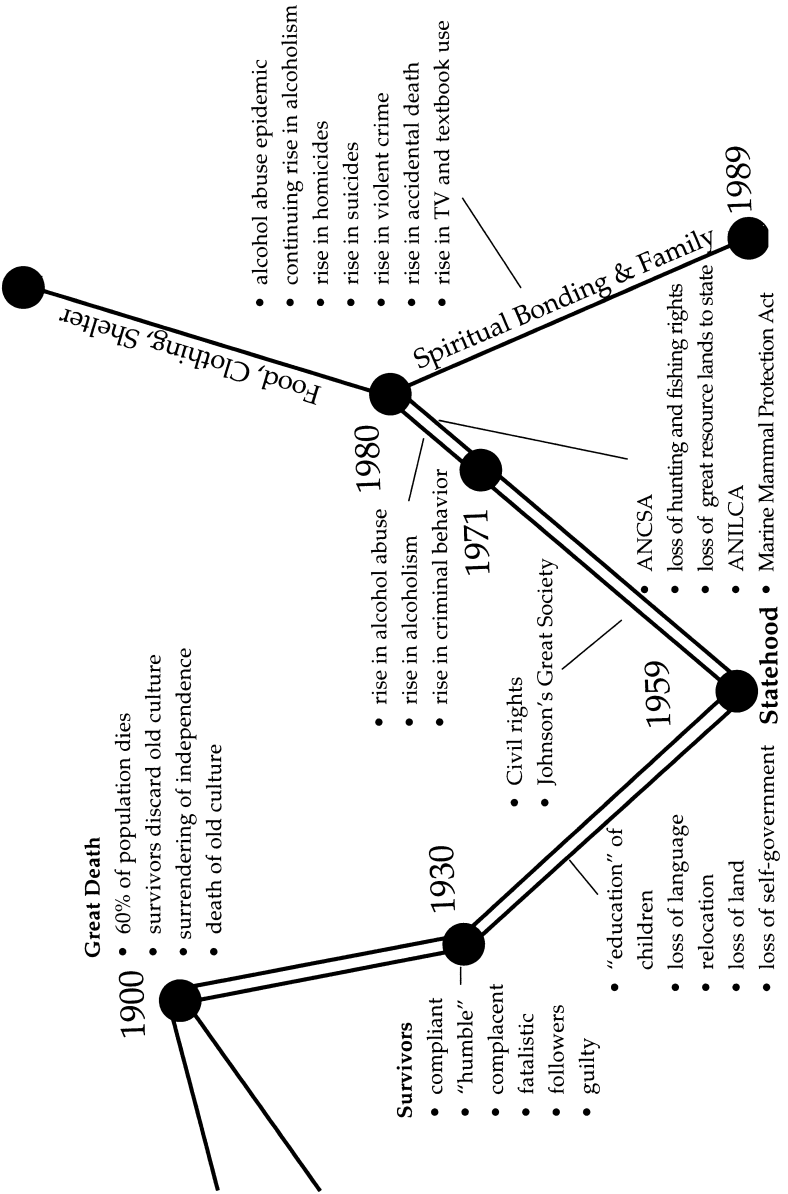 Great Death
• 60% of population dies
• survivors discard old culture
• surrendering of independence
• death of old culture
1900
Survivors
• compliant
• “humble”
• complacent
• fatalistic
• followers
• guilty
1930
• “education” of
children
• loss of language
• relocation
• loss of land
• loss of self-government
1959
Statehood
• Civil rights
• Johnson’s Great Society
1971
• rise in alcohol abuse
• rise in alcoholism
• rise in criminal behavior
• ANCSA
• loss of hunting and fishing rights
• loss of great resource lands to state
• ANILCA
• Marine Mammal Protection Act
1980
Food, Clothing, Shelter
Spiritual Bonding & Family
• alcohol abuse epidemic
• continuing rise in alcoholism
• rise in homicides
• rise in suicides
• rise in violent crime
• rise in accidental death
• rise in TV and textbook use
1989